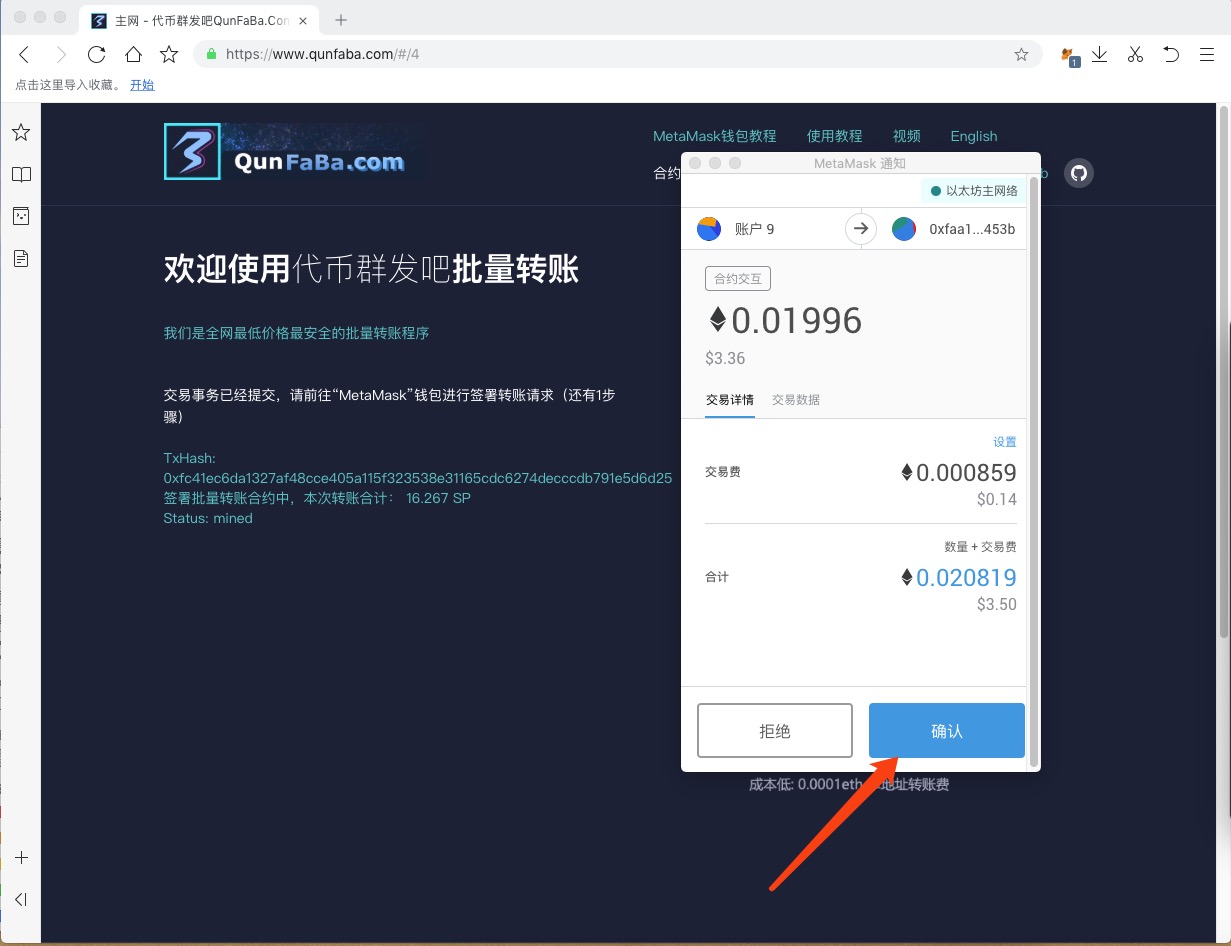 主网 - 代币群发吧QunFaBa.Con
https://www.qunfaba.com/#/4
1
点击这里导入收藏。 开始
QunFaBa.com
MetaMask钱包教程 使用教程 视频 English
合约
b
欢迎使用代币群发吧批量转账
我们是全网最低价格最安全的批量转账程序
交易事务已经提交，请前往“MetaMask”钱包进行签署转账请求（还有1步
骤）
TxHash:
0xfc41ec6da1327af48cce405a115f323538e31165cdc6274decccdb791e5d6d25
签署批量转账合约中，本次转账合计： 16.267 SP
Status: mined
MetaMask 通知
以太坊主网络
账户 9
0xfaa1...453b
合约交互
0.01996
$3.36
交易详情 交易数据
设置
交易费 0.000859
$0.14
数量 + 交易费
合计 0.020819
$3.50
拒绝 确认
成本低: 0.0001eth 地址转账费